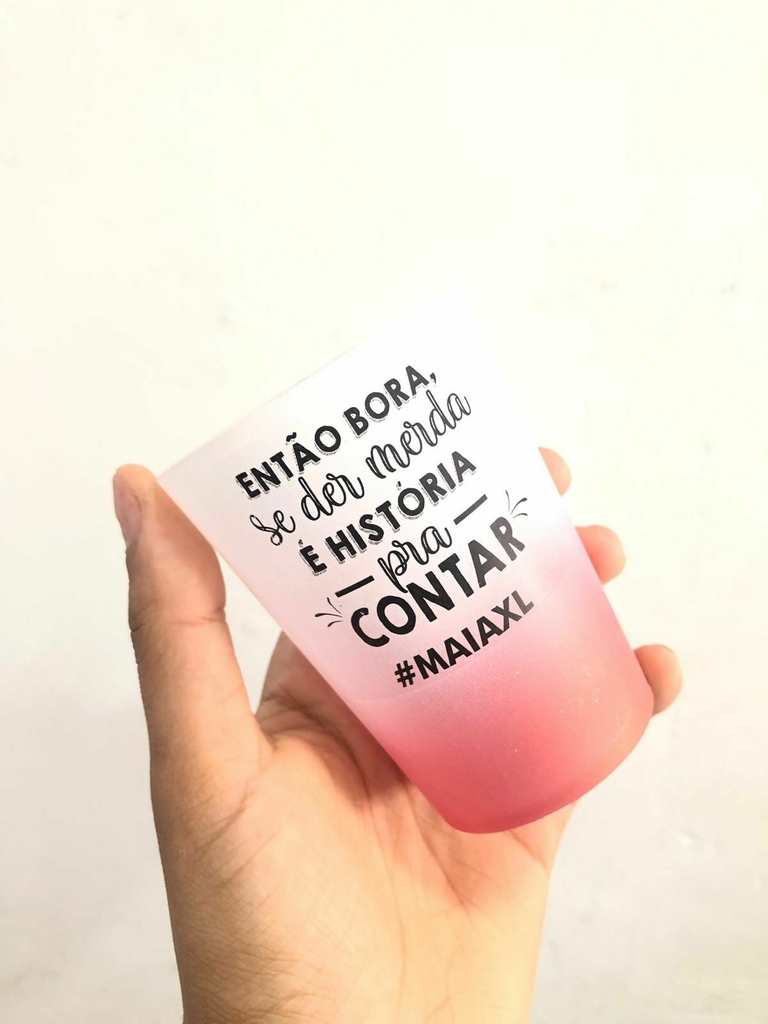 ENTÃO BORA,
se der merda
É HISTÓRIA
pra
CONTAR
#MAIAXL